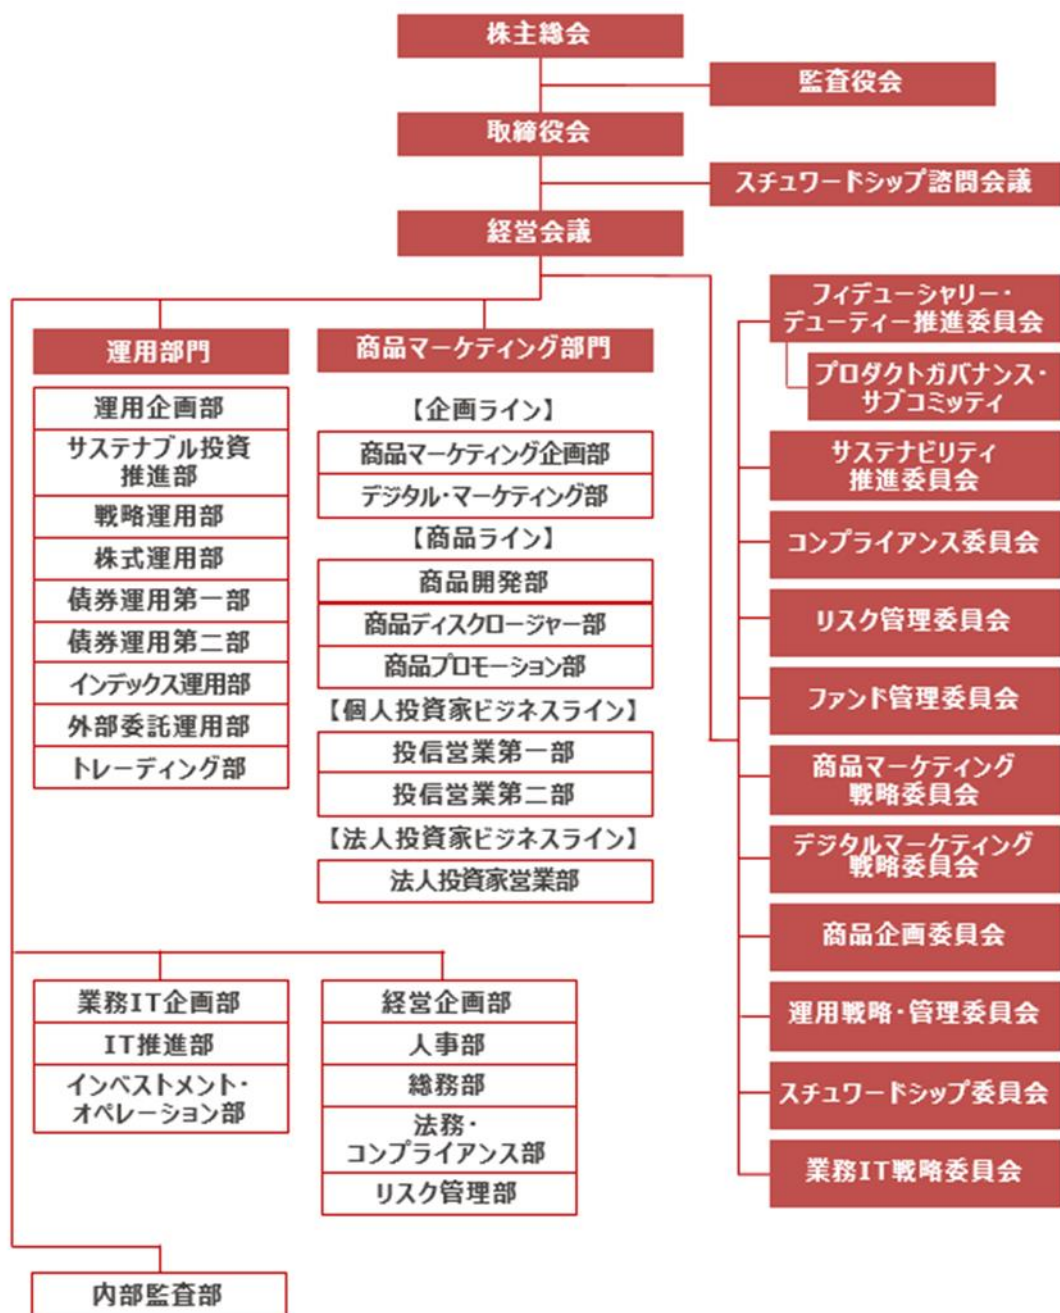 株主総会
監査役会
取締役会
スチュワードシップ諮問会議
経営会議
運用部門
運用企画部
サステナブル投資
推進部
戦略運用部
株式運用部
債券運用第一部
債券運用第二部
インデックス運用部
外部委託運用部
トレーディング部
商品マーケティング部門
【企画ライン】
商品マーケティング企画部
デジタル・マーケティング部
【商品ライン】
商品開発部
商品ディスクロージャー部
商品プロモーション部
【個人投資家ビジネスライン】
投信営業第一部
投信営業第二部
【法人投資家ビジネスライン】
法人投資家営業部
フィデューシャリー・
デューティー推進委員会
プロダクトガバナンス・
サブコミッティ
サステナビリティ
推進委員会
コンプライアンス委員会
リスク管理委員会
ファンド管理委員会
商品マーケティング
戦略委員会
デジタルマーケティング
戦略委員会
商品企画委員会
運用戦略・管理委員会
スチュワードシップ委員会
業務IT戦略委員会
業務IT企画部
IT推進部
インベストメント・
オペレーション部
経営企画部
人事部
総務部
法務・
コンプライアンス部
リスク管理部
内部監査部